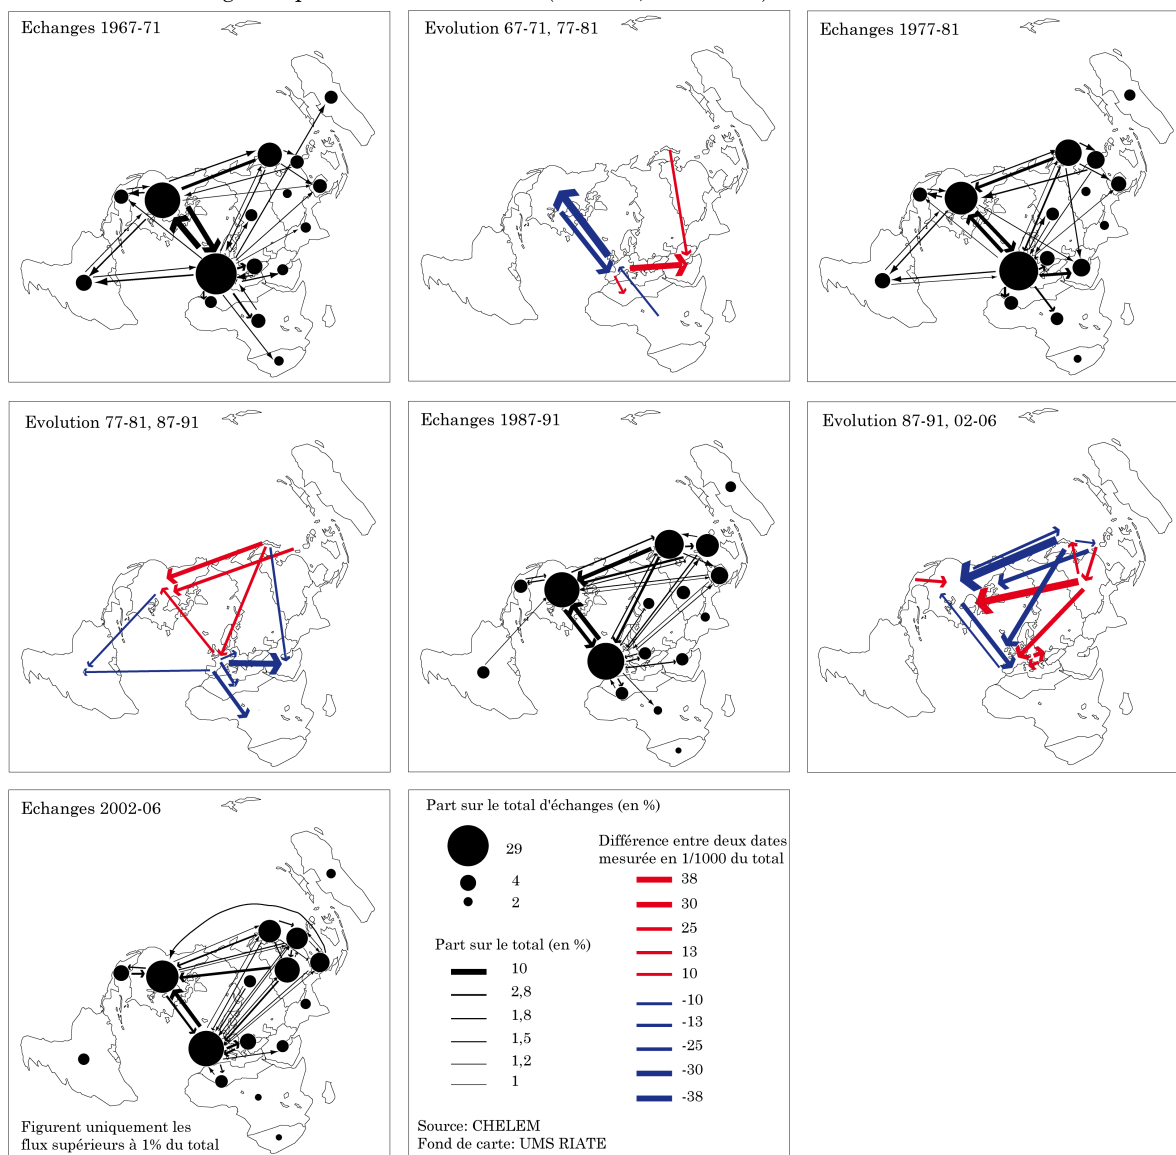 Echanges 1967-71
Evolution 67-71, 77-81
Echanges 1977-81
Evolution 77-81, 87-91
Echanges 1987-91
Evolution 87-91, 02-06
Echanges 2002-06
Figurent uniquement les
flux supérieurs à 1% du total
Part sur le total d'échanges (en %)
29
4
2
Part sur le total (en %)
10
2,8
1,8
1,5
1,2
1
Différence entre deux dates
mesurée en 1/1000 du total
38
30
25
13
10
-10
-13
-25
-30
-38
Source: CHELEM
Fond de carte: UMS RIATE